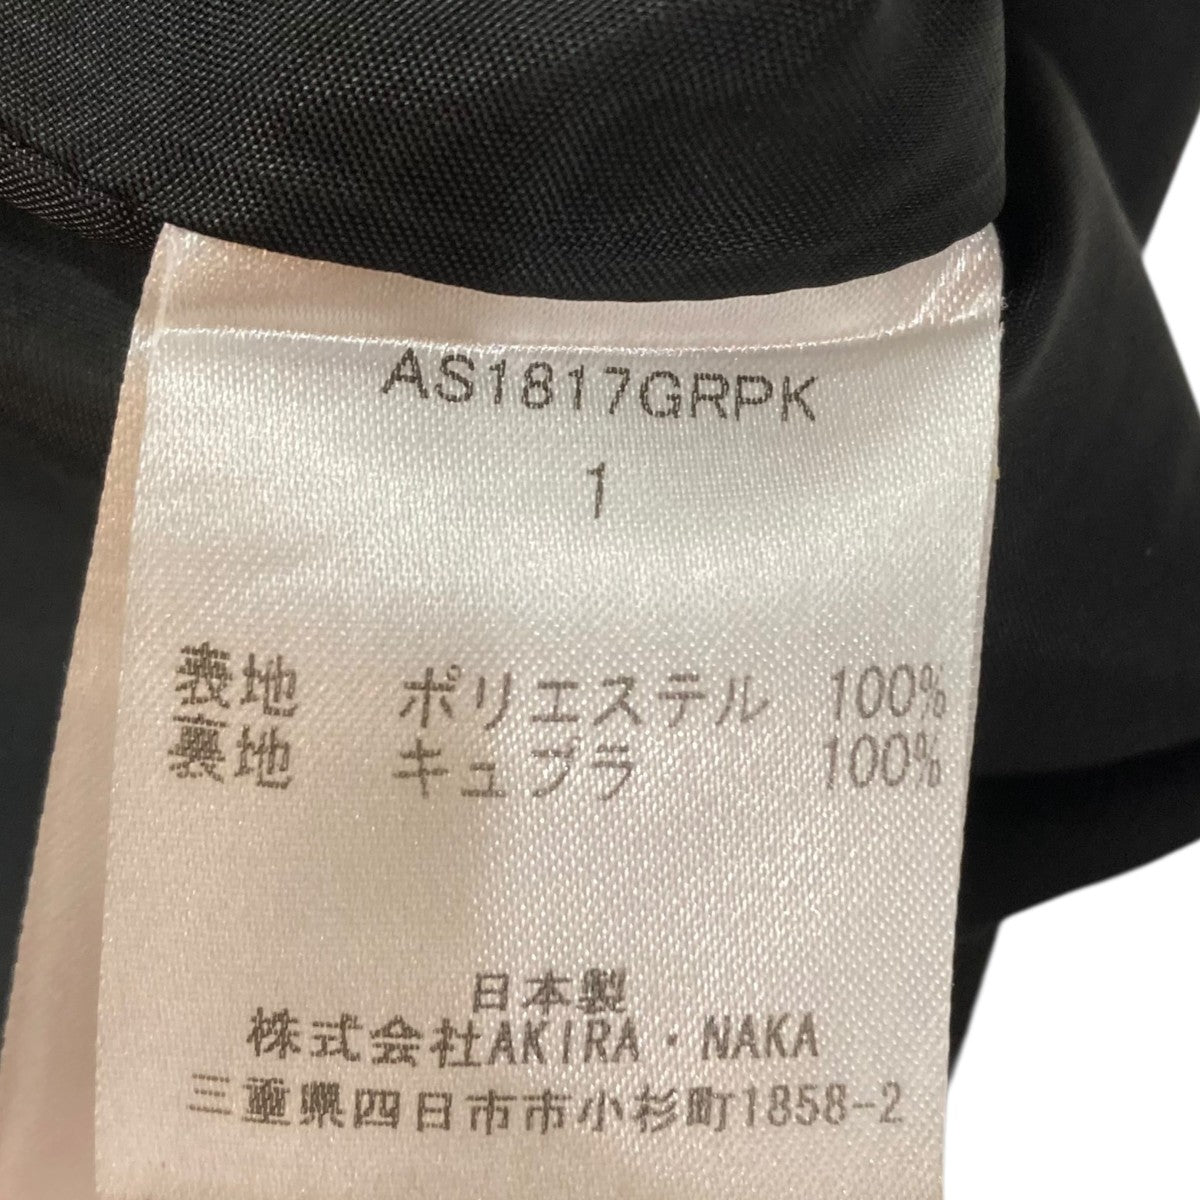 AS1817GRPK
1
表地 ポリエステル 100%
裏地 キュプラ 100%
日本製
株式会社AKIRA・NAKA
三重県四日市市小杉町1858-2